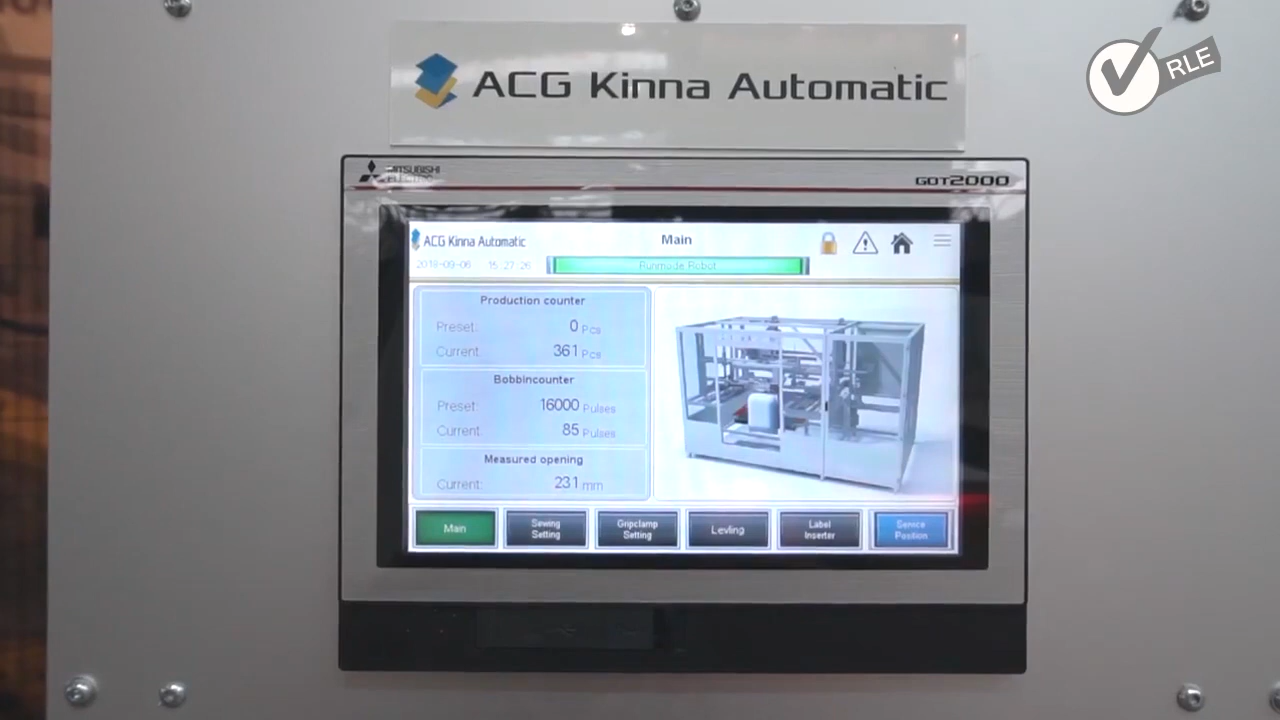 ACG Kinna Automatic
RLE
MITSUBISHI
ELECTRIC
GOT2000
ACG Kinna Automatic
Main
2018-09-06 15:27:26
Runmode Robot
Production counter
Preset: 0 Pcs
Current: 361 Pcs
Bobbincounter
Preset: 16000 Pulses
Current: 85 Pulses
Measured opening
Current: 231 mm
Main
Sewing
Setting
Gripclamp
Setting
Levling
Label
Inserter
Service
Position